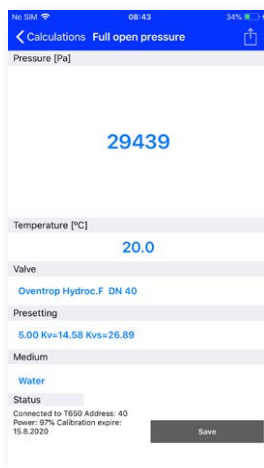 No SIM 08:43 34%
Calculations Full open pressure
Pressure [Pa]
29439
Temperature [ºC]
20.0
Valve
Oventrop Hydroc.F DN 40
Presetting
5.00 Kv=14.58 Kvs=26.89
Medium
Water
Status
Connected to T650 Address: 40
Power: 97% Calibration expire:
15.8.2020
Save